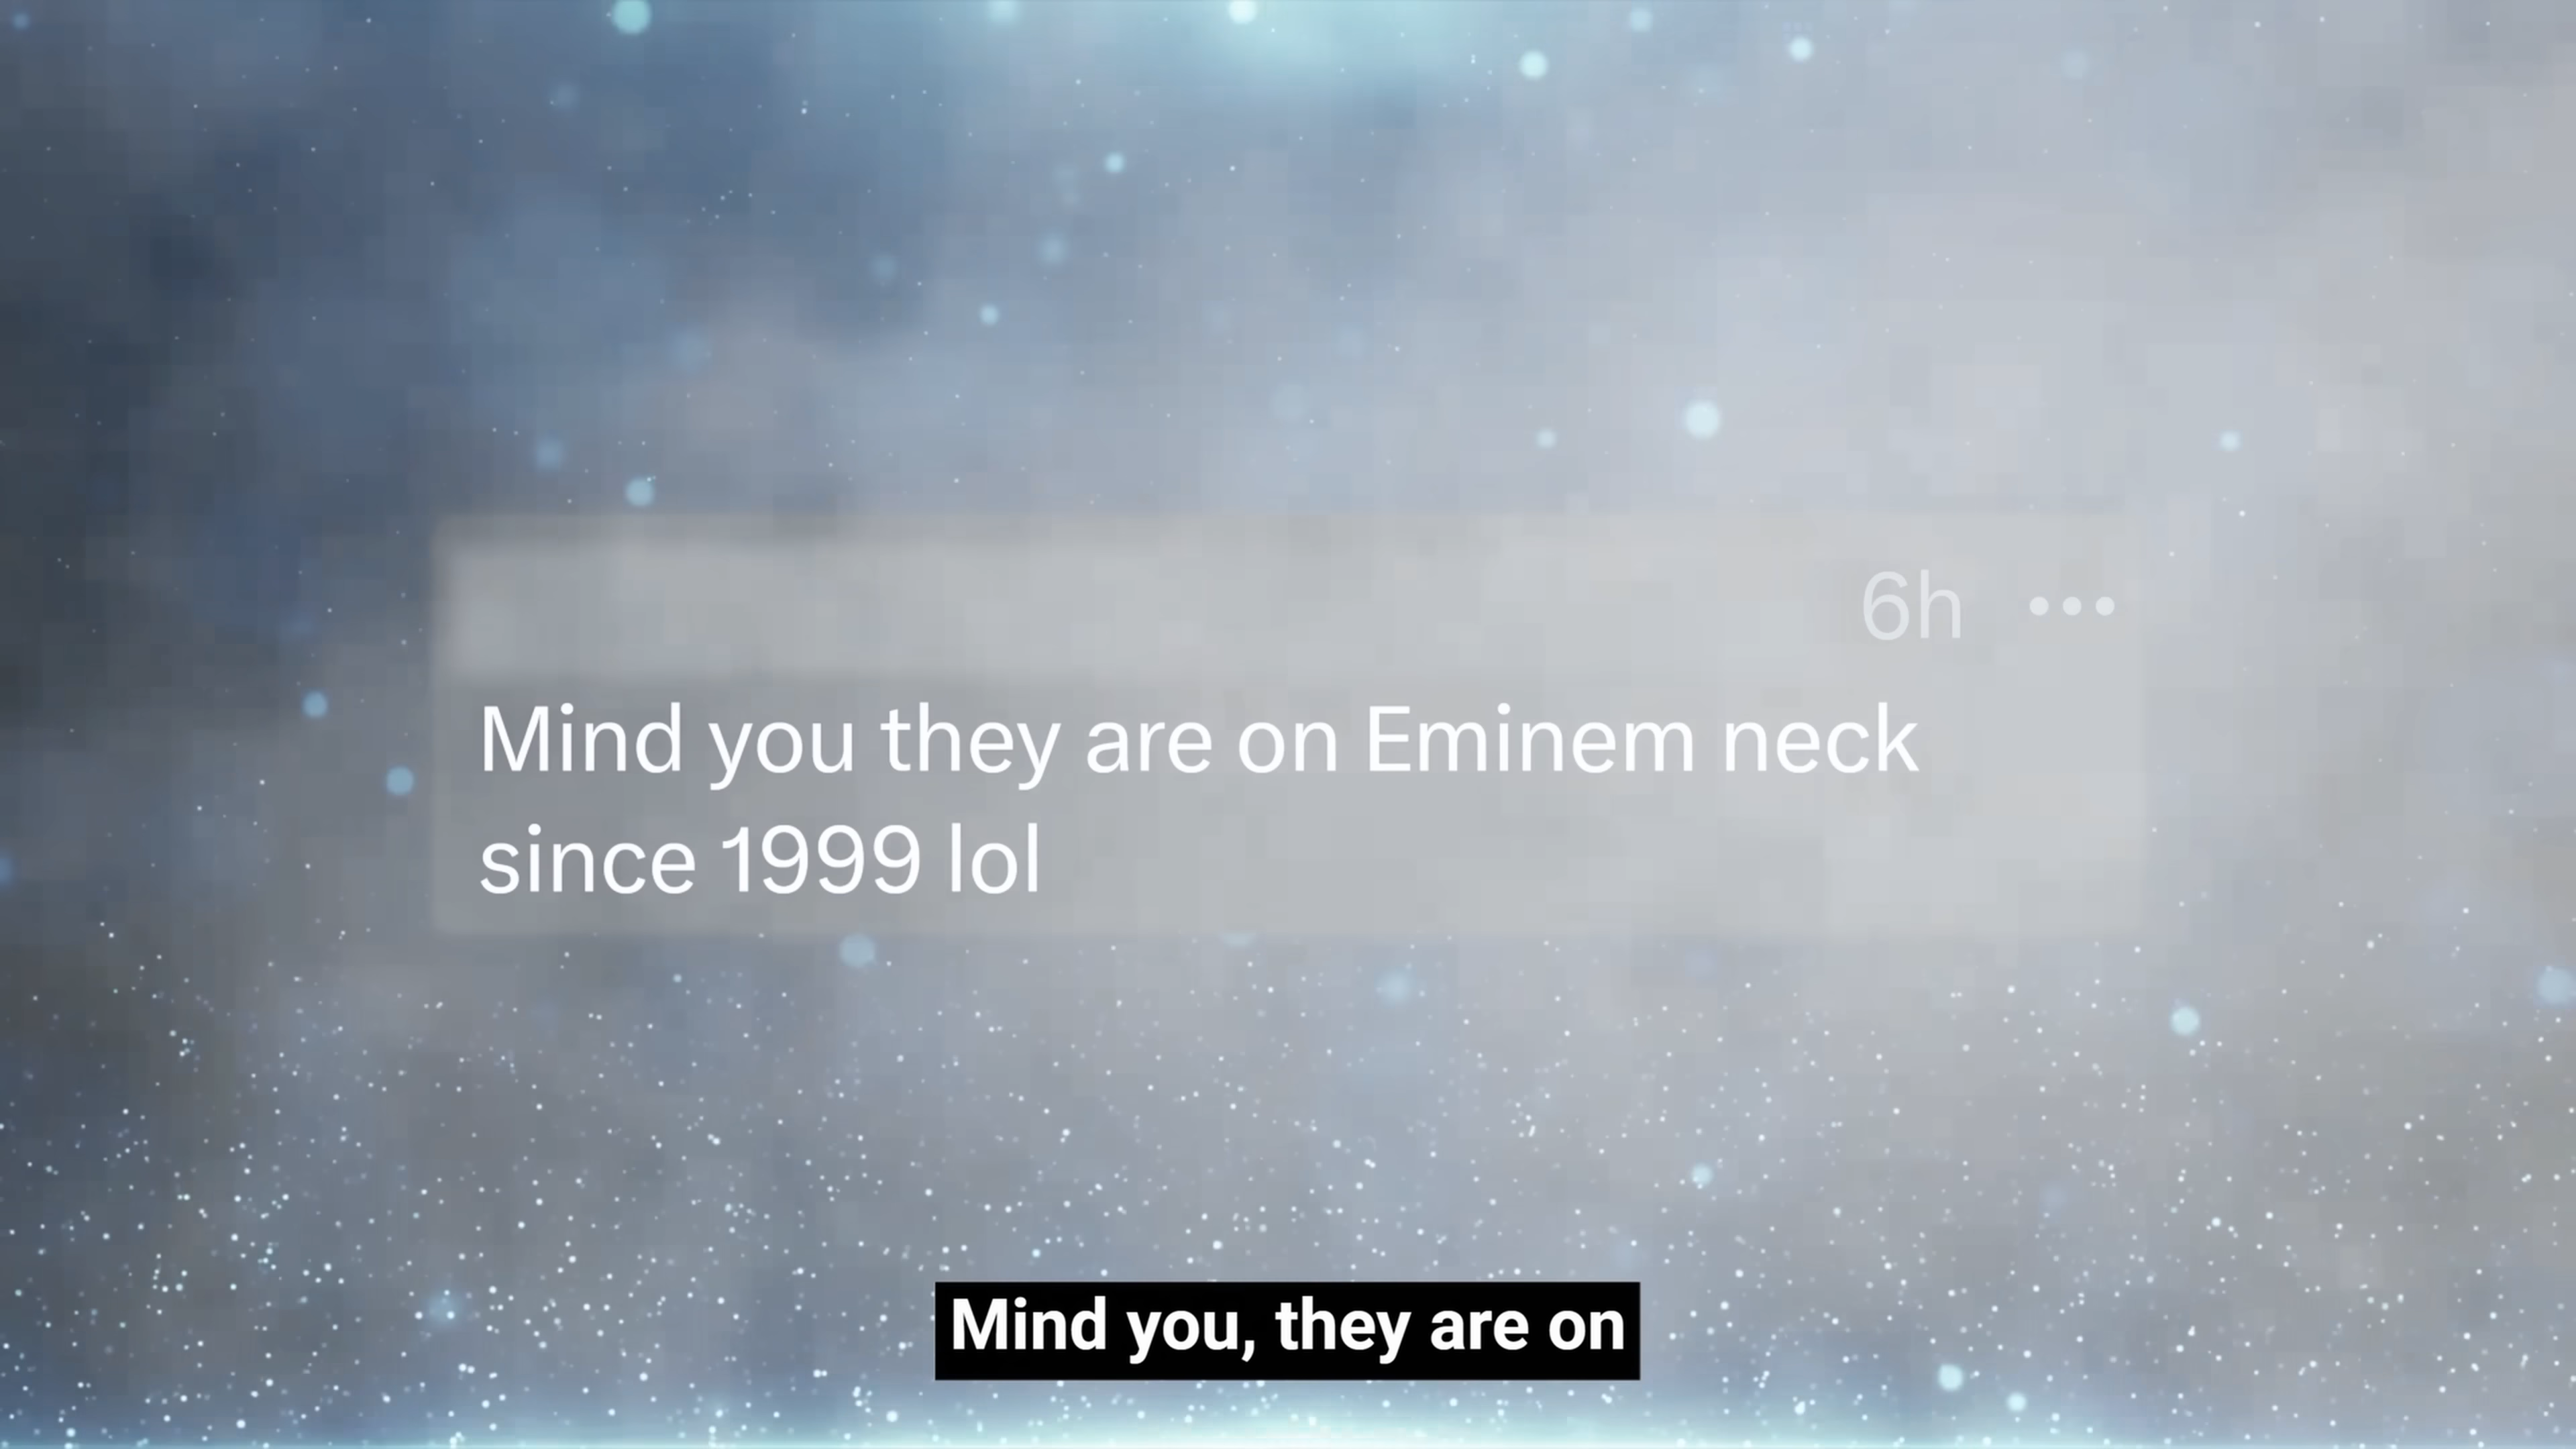 6h •••
Mind you they are on Eminem neck
since 1999 lol
Mind you, they are on